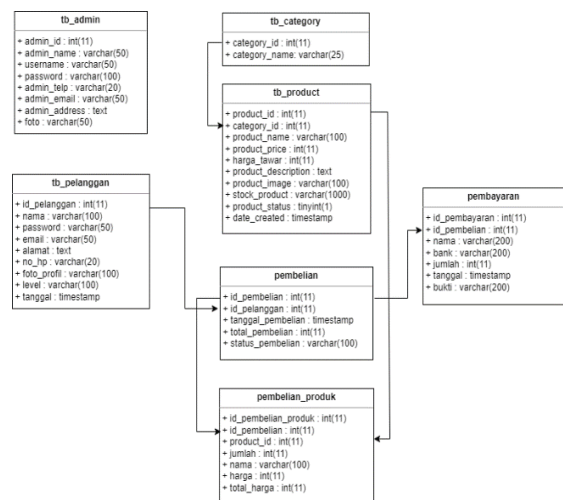 tb_admin
+ admin_id : int(11)
+ admin_name : varchar(50)
+ username : varchar(50)
+ password : varchar(100)
+ admin_telp : varchar(20)
+ admin_email : varchar(50)
+ admin_address : text
+ foto : varchar(50)
tb_category
+ category_id : int(11)
+ category_name: varchar(25)
tb_product
+ product_id : int(11)
+ category_id : int(11)
+ product_name : varchar(100)
+ product_price : int(11)
+ harga_tawar : int(11)
+ product_description : text
+ product_image : varchar(100)
+ stock_product : varchar(1000)
+ product_status : tinyint(1)
+ date_created : timestamp
tb_pelanggan
+ id_pelanggan : int(11)
+ nama : varchar(100)
+ password : varchar(50)
+ email : varchar(50)
+ alamat : text
+ no_hp : varchar(20)
+ foto_profil : varchar(100)
+ level : varchar(100)
+ tanggal : timestamp
pembayaran
+ id_pembayaran : int(11)
+ id_pembelian : int(11)
+ nama : varchar(200)
+ bank : varchar(200)
+ jumlah : int(11)
+ tanggal : timestamp
+ bukti : varchar(200)
pembelian
+ id_pembelian : int(11)
+ id_pelanggan : int(11)
+ tanggal_pembelian : timestamp
+ total_pembelian : int(11)
+ status_pembelian : varchar(100)
pembelian_produk
+ id_pembelian_produk : int(11)
+ id_pembelian : int(11)
+ product_id : int(11)
+ jumlah : int(11)
+ nama : varchar(100)
+ harga : int(11)
+ total_harga : int(11)